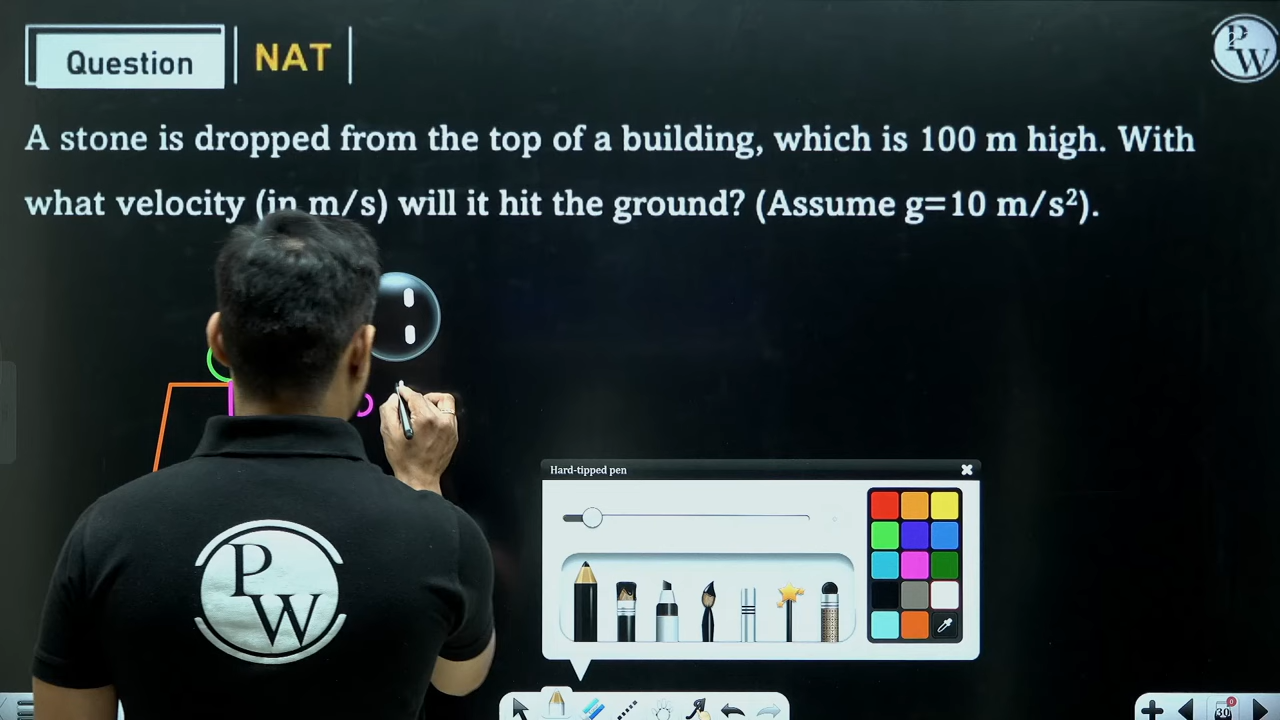 Question
NAT
P
W
A stone is dropped from the top of a building, which is 100 m high. With
what velocity (in m/s) will it hit the ground? (Assume g=10 m/s²).
Hard-tipped pen
P
W
30